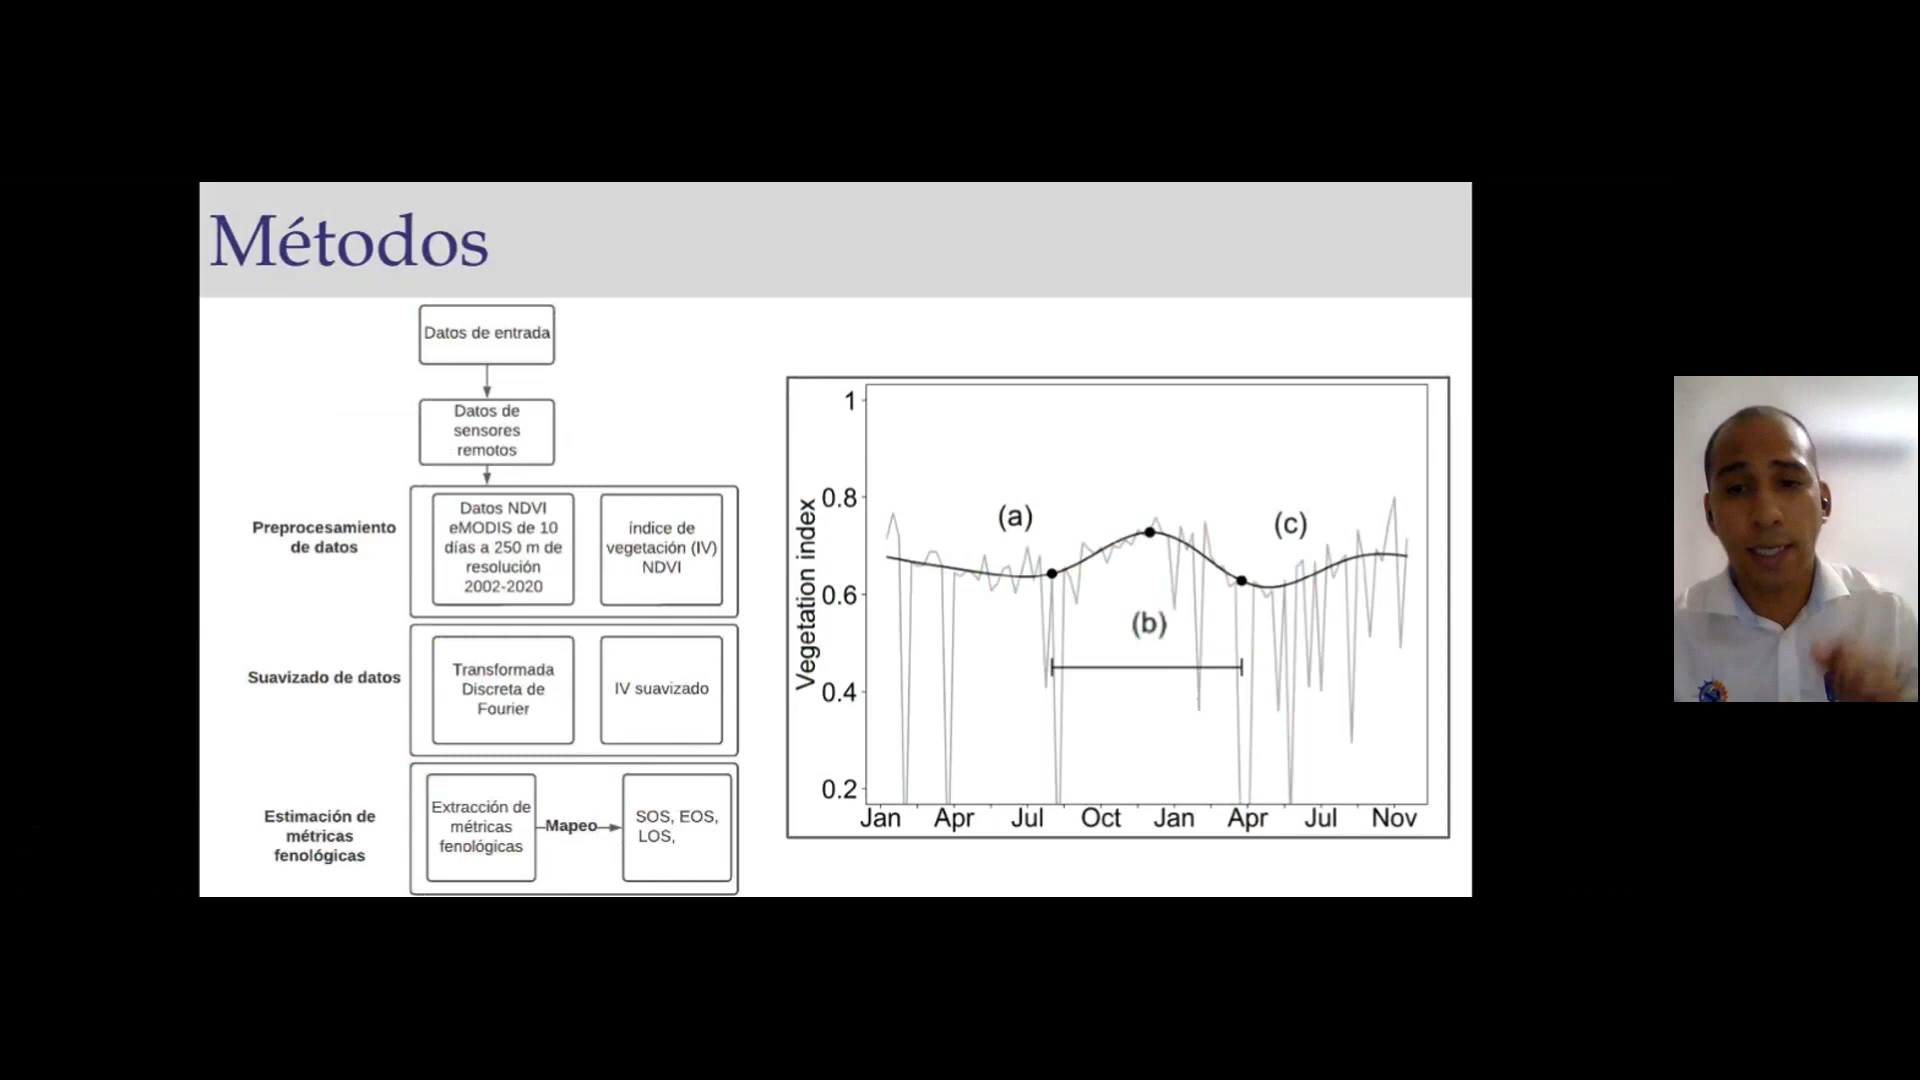 Métodos
Datos de entrada
Datos de
sensores
remotos
Preprocesamiento
de datos
Datos NDVI
eMODIS de 10
días a 250 m de
resolución
2002-2020
índice de
vegetación (IV)
NDVI
Suavizado de datos
Transformada
Discreta de
Fourier
IV suavizado
Estimación de
métricas
fenológicas
Extracción de
métricas
fenológicas
Mapeo
SOS, EOS,
LOS,
Vegetation index
1
0.8
0.6
0.4
0.2
(a)
(b)
(c)
Jan Apr Jul Oct Jan Apr Jul Nov